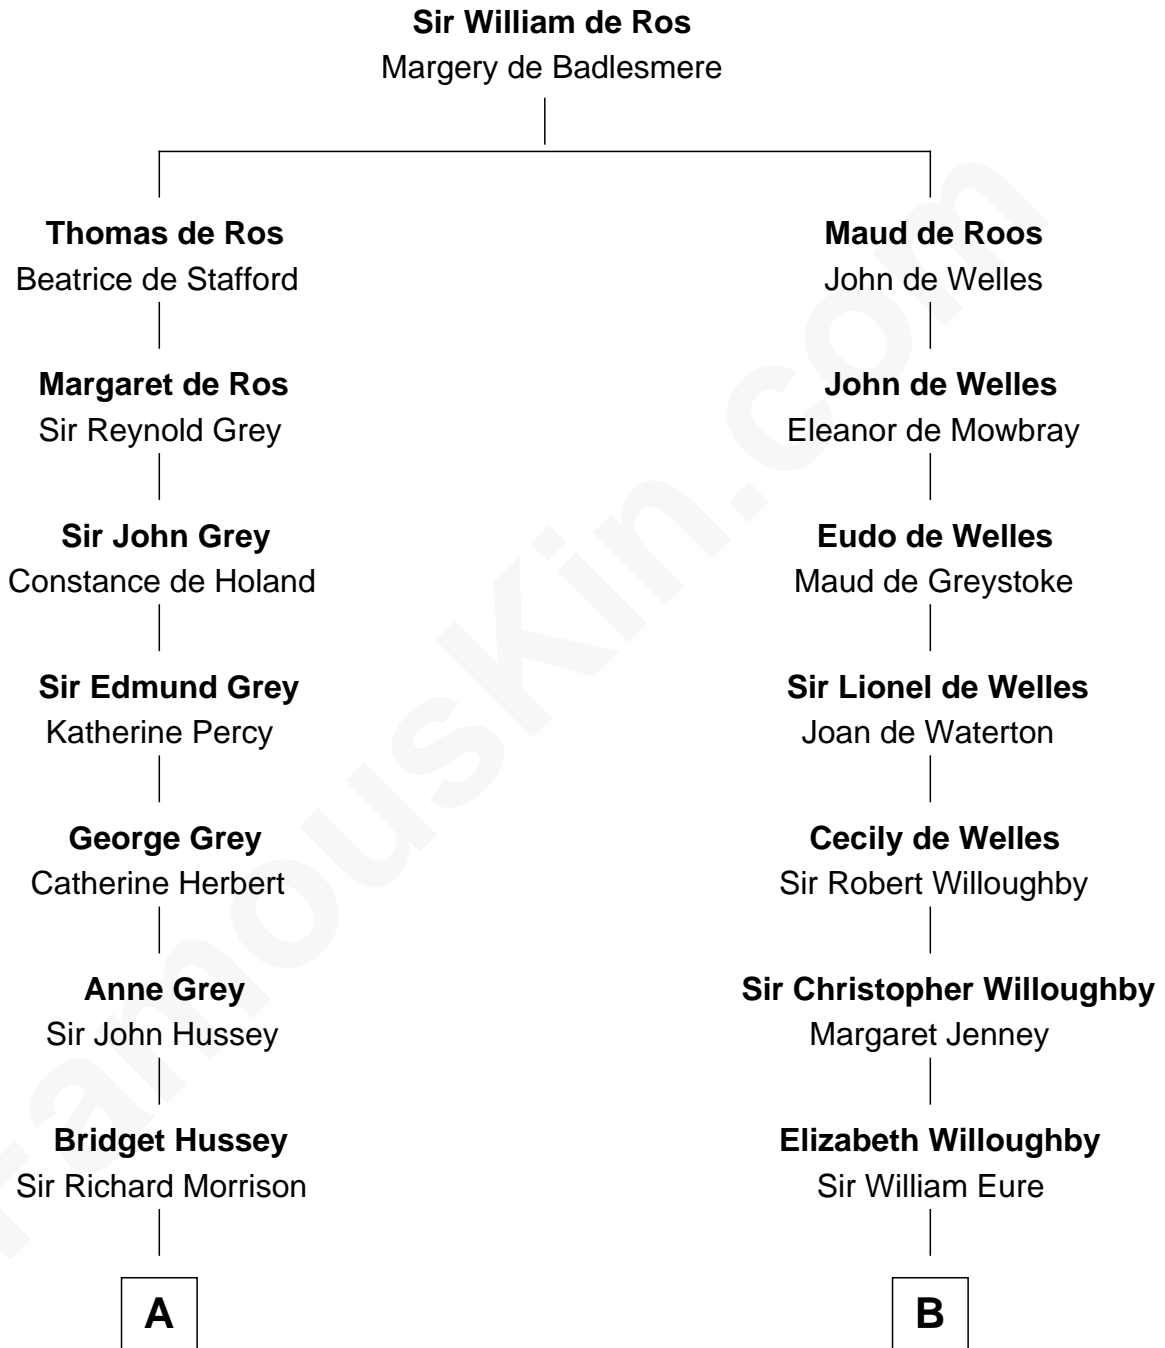 Sir William de Ros
Margery de Badlesmere
Thomas de Ros
Beatrice de Stafford
Margaret de Ros
Sir Reynold Grey
Sir John Grey
Constance de Holand
Sir Edmund Grey
Katherine Percy
George Grey
Catherine Herbert
Anne Grey
Sir John Hussey
Bridget Hussey
Sir Richard Morrison
A
Maud de Roos
John de Welles
John de Welles
Eleanor de Mowbray
Eudo de Welles
Maud de Greystoke
Sir Lionel de Welles
Joan de Waterton
Cecily de Welles
Sir Robert Willoughby
Sir Christopher Willoughby
Margaret Jenney
Elizabeth Willoughby
Sir William Eure
B
FamousKin.com